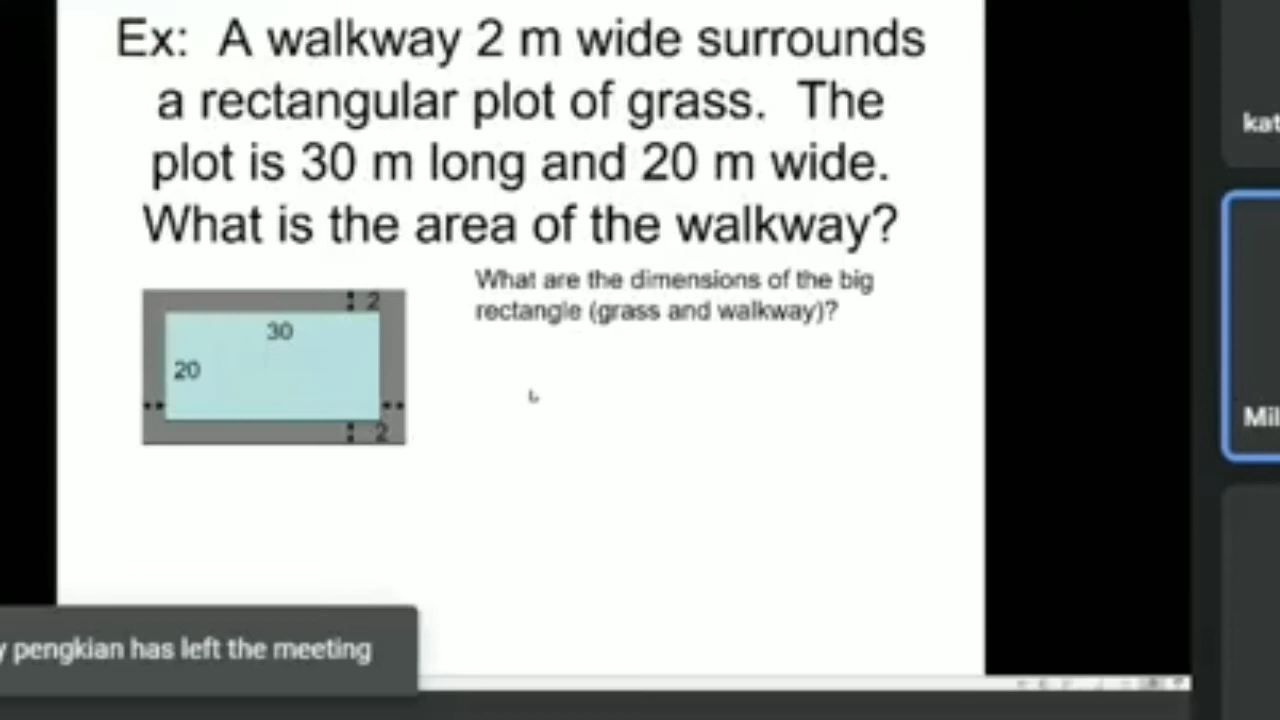 Ex: A walkway 2 m wide surrounds
a rectangular plot of grass. The
plot is 30 m long and 20 m wide.
What is the area of the walkway?
What are the dimensions of the big
rectangle (grass and walkway)?
2
30
20
2
kat
Mil
y pengkian has left the meeting